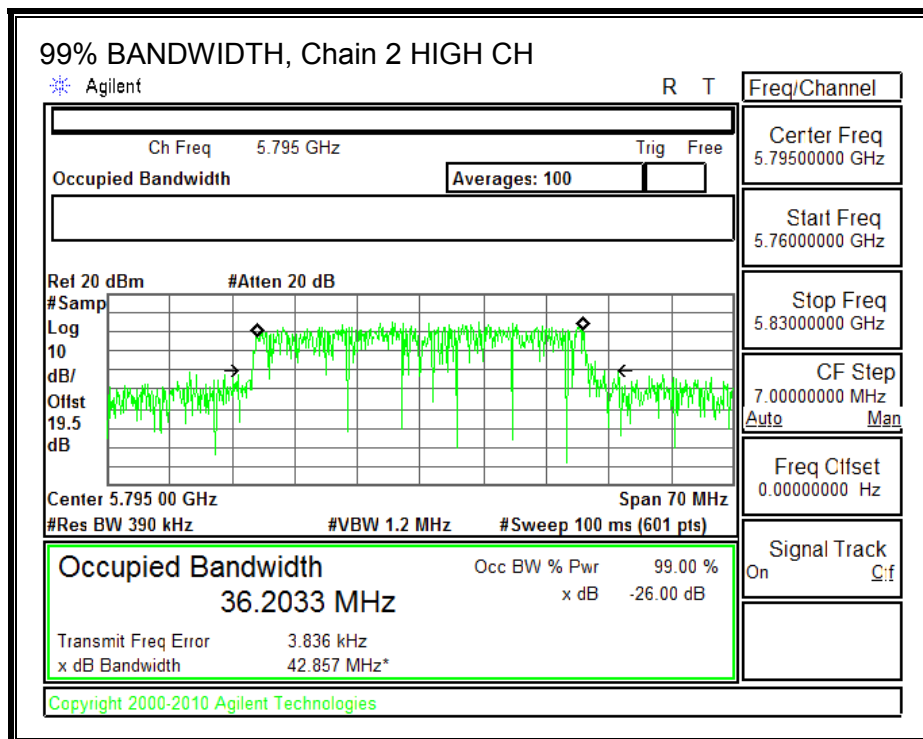 99% BANDWIDTH, Chain 2 HIGH CH
Agilent R T
Ch Freq 5.795 GHz Trig Free
Occupied Bandwidth Averages: 100
Ref 20 dBm #Atten 20 dB
#Samp
Log
10
dB/
Offst
19.5
dB
Center 5.795 00 GHz Span 70 MHz
#Res BW 390 kHz #VBW 1.2 MHz #Sweep 100 ms (601 pts)
Occupied Bandwidth
36.2033 MHz
Occ BW % Pwr 99.00 %
x dB -26.00 dB
Transmit Freq Error 3.836 kHz
x dB Bandwidth 42.857 MHz*
Copyright 2000-2010 Agilent Technologies
Freq/Channel
Center Freq
5.79500000 GHz
Start Freq
5.76000000 GHz
Stop Freq
5.83000000 GHz
CF Step
7.00000000 MHz
Auto Man
Freq Offset
0.00000000 Hz
Signal Track
On Off